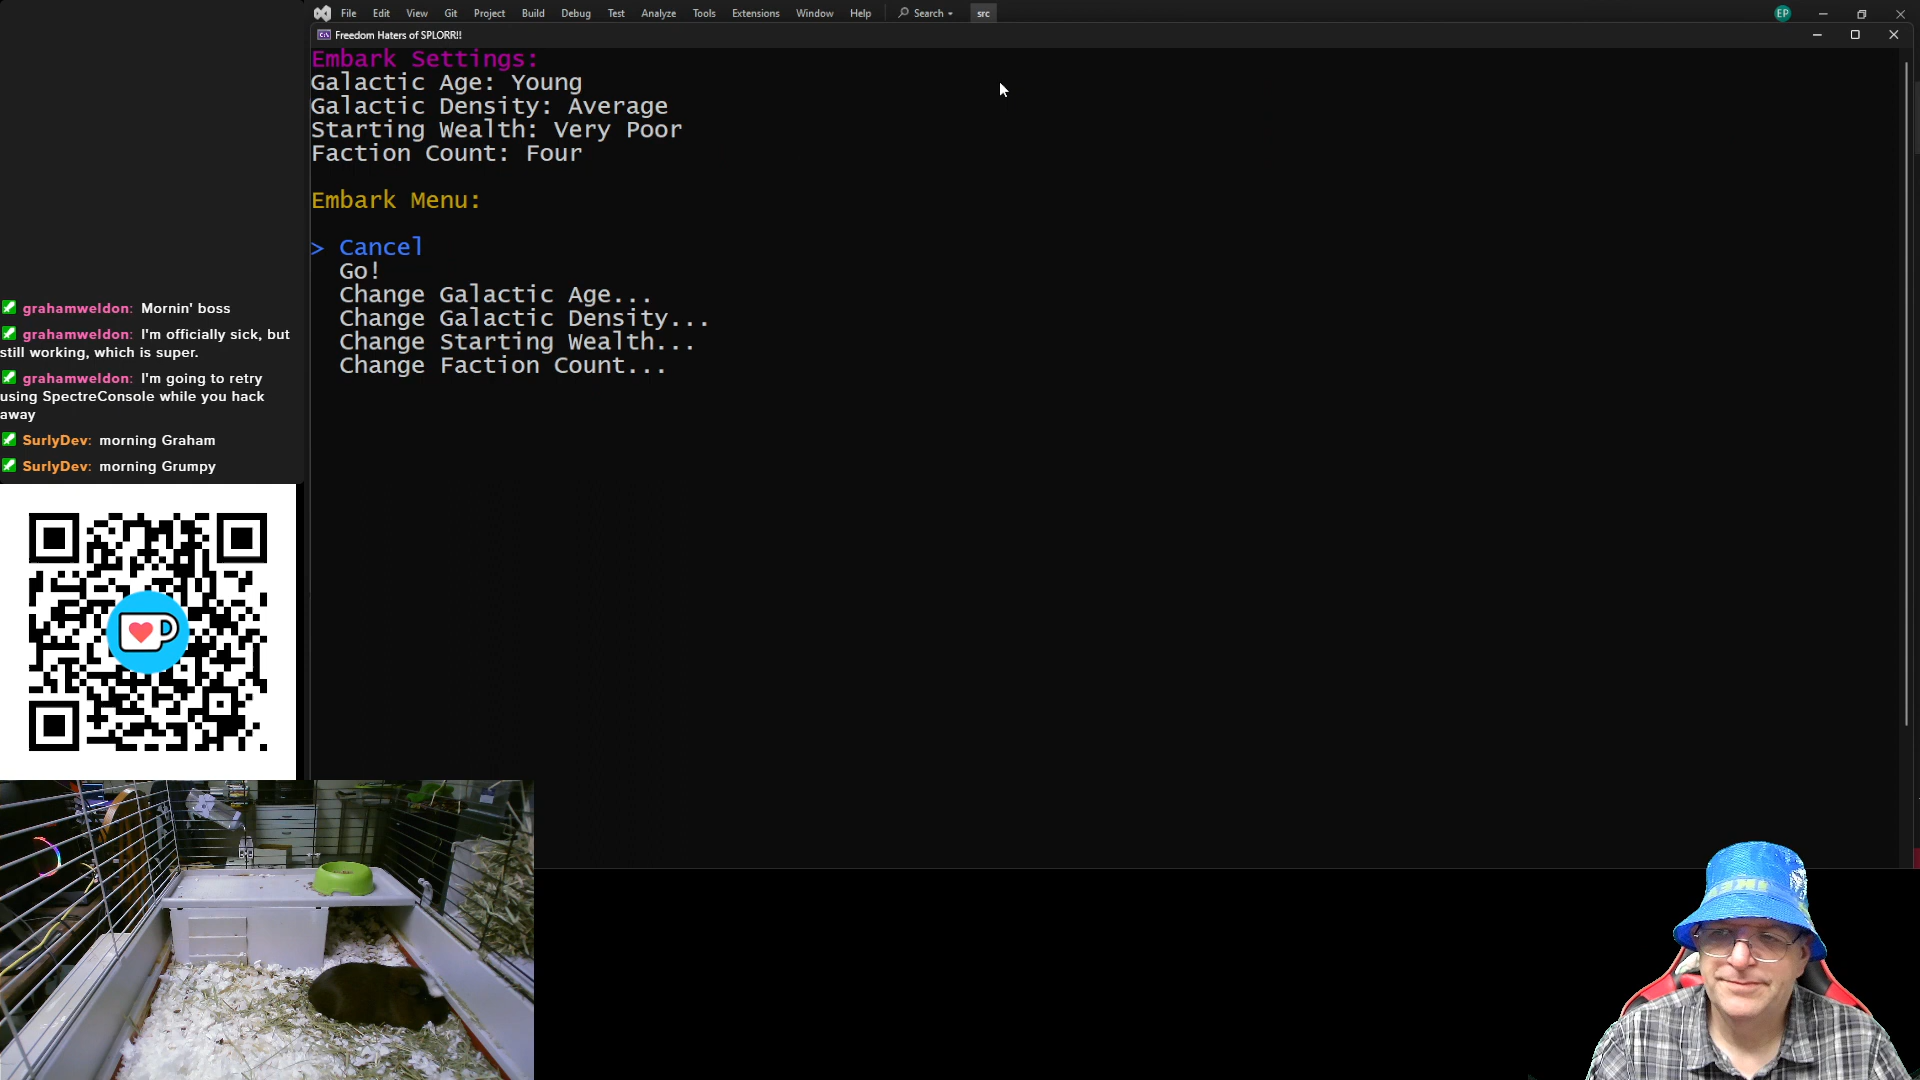 File Edit View Git Project Build Debug Test Analyze Tools Extensions Window Help Search src EP
Freedom Haters of SPLORR!!
Embark Settings:
Galactic Age: Young
Galactic Density: Average
Starting Wealth: Very Poor
Faction Count: Four
Embark Menu:
> Cancel
Go!
Change Galactic Age...
Change Galactic Density...
Change Starting Wealth...
Change Faction Count...
grahamweldon: Mornin' boss
grahamweldon: I'm officially sick, but
still working, which is super.
grahamweldon: I'm going to retry
using SpectreConsole while you hack
away
SurlyDev: morning Graham
SurlyDev: morning Grumpy
IKEA